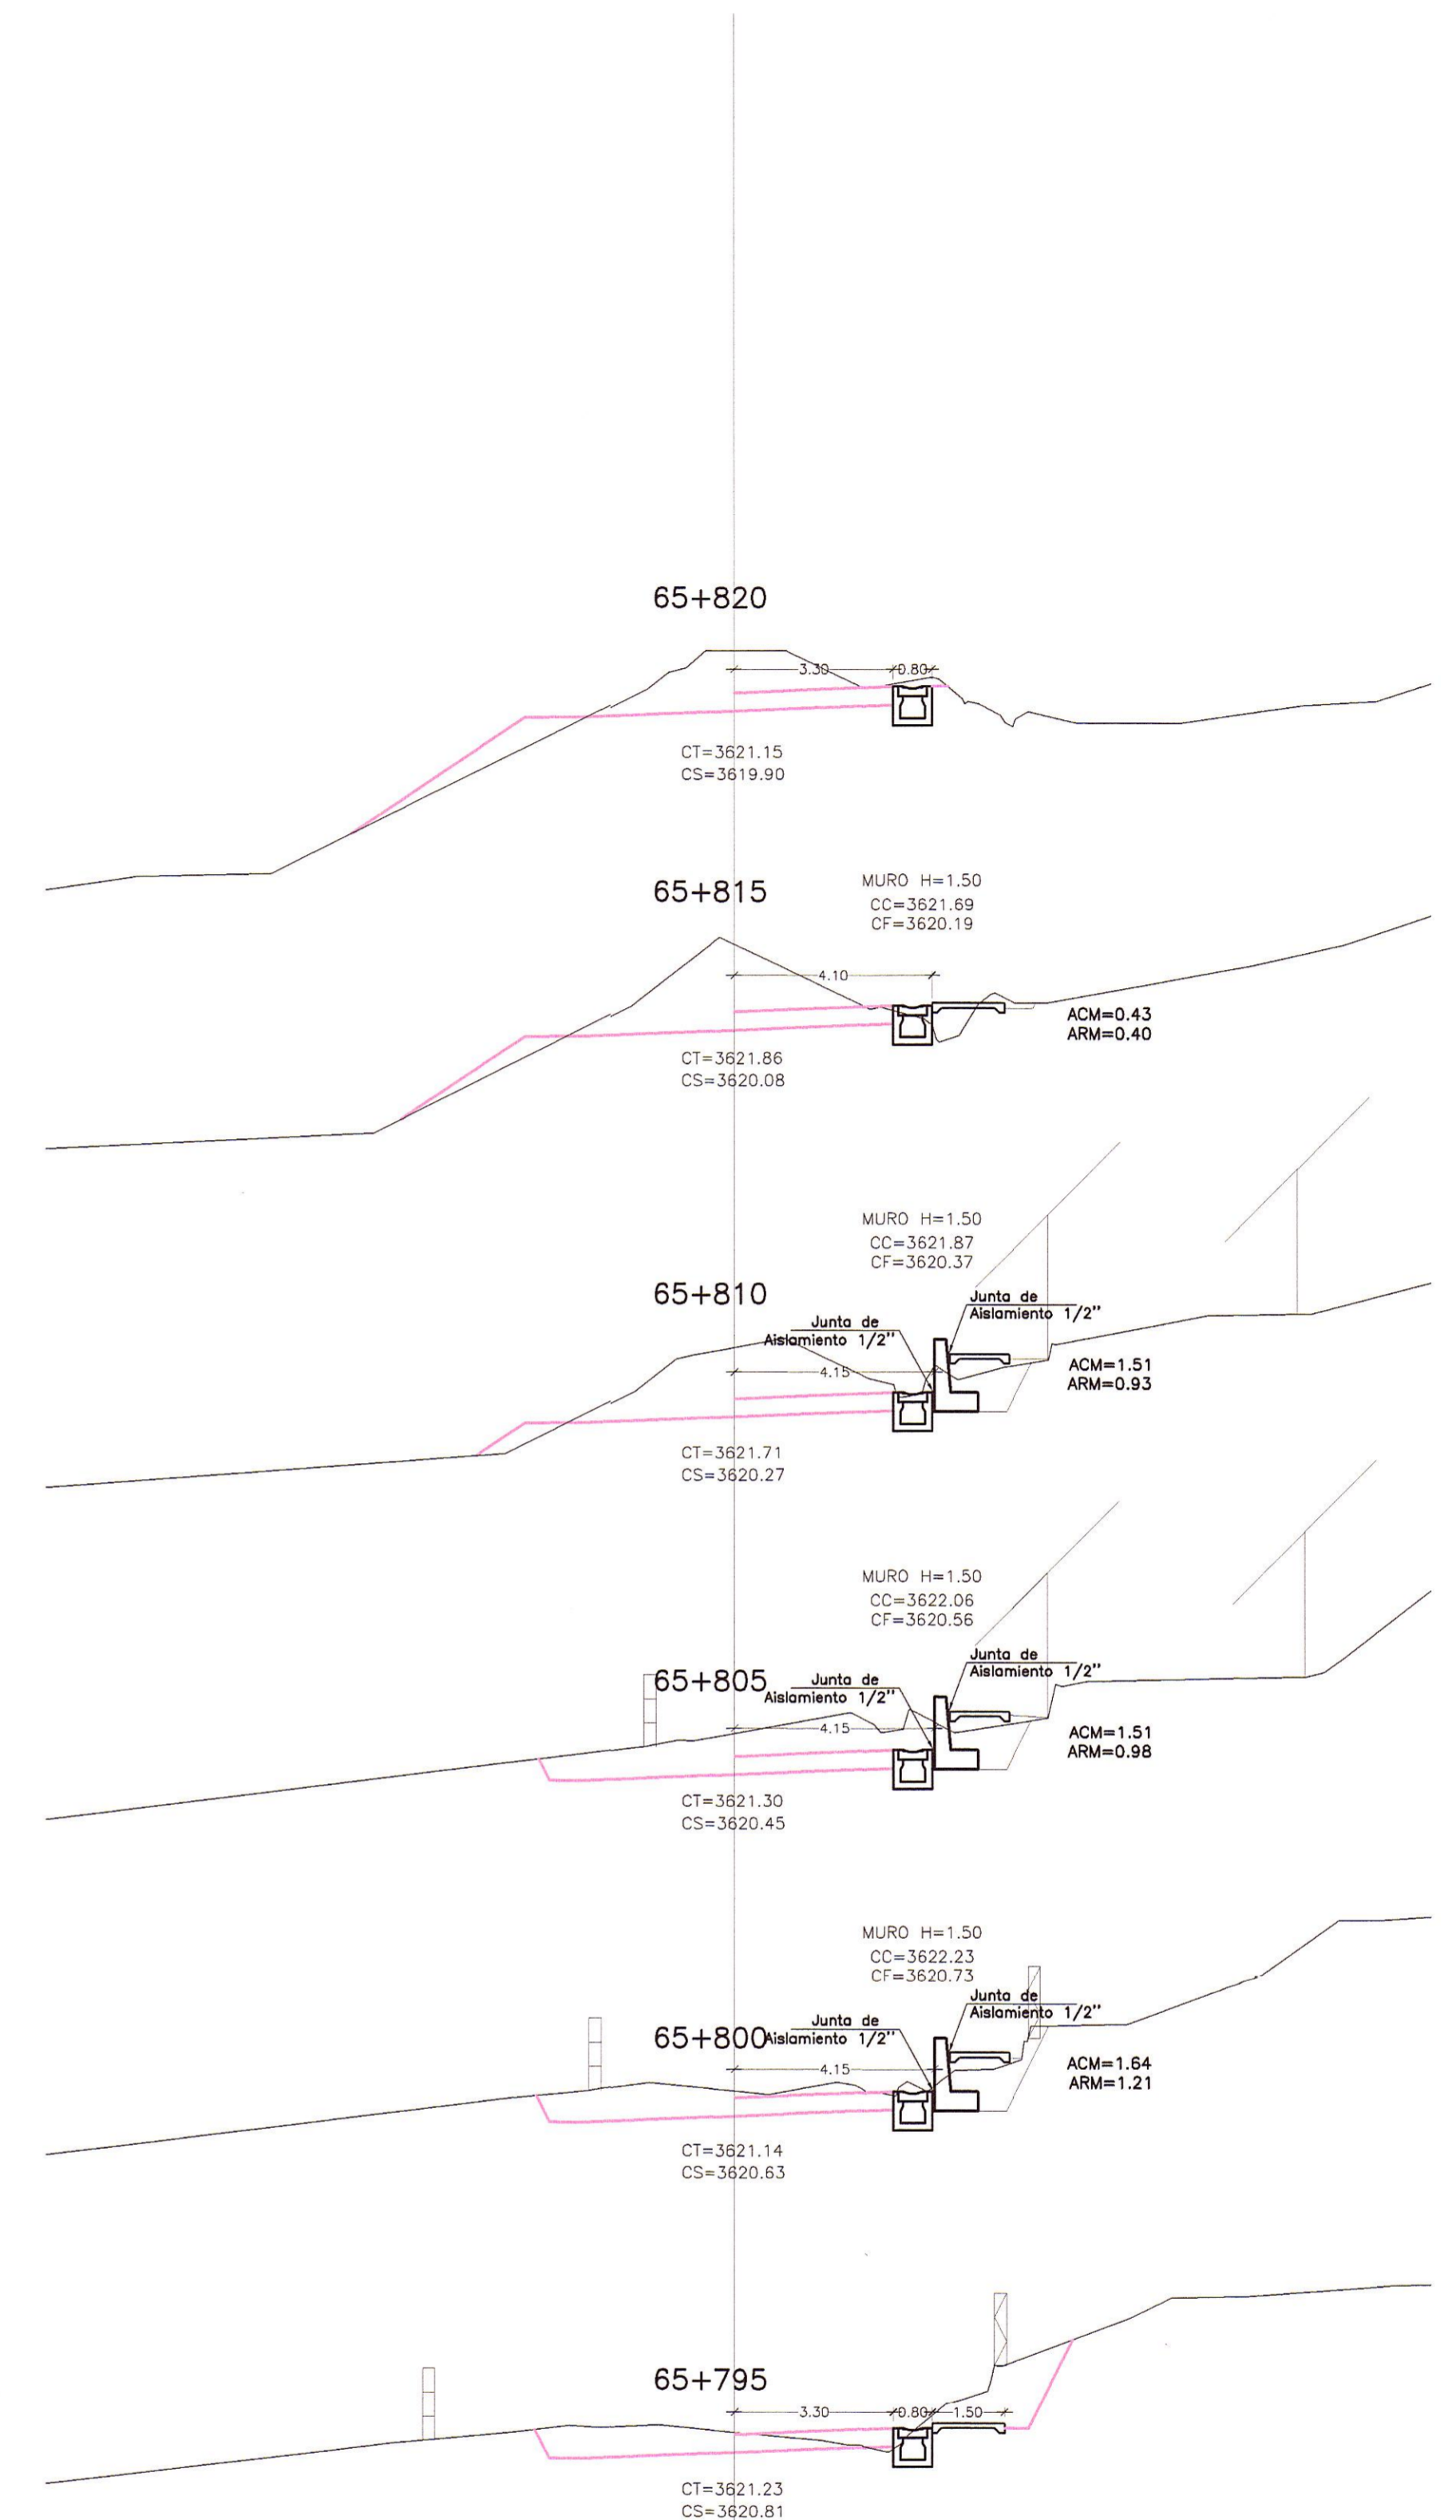 65+820
3.30
0.80
CT=3621.15
CS=3619.90
65+815
MURO H=1.50
CC=3621.69
CF=3620.19
4.10
ACM=0.43
ARM=0.40
CT=3621.86
CS=3620.08
MURO H=1.50
CC=3621.87
CF=3620.37
65+810
Junta de
Aislamiento 1/2"
Junta de
Aislamiento 1/2"
4.15
ACM=1.51
ARM=0.93
CT=3621.71
CS=3620.27
MURO H=1.50
CC=3622.06
CF=3620.56
65+805
Junta de
Aislamiento 1/2"
Junta de
Aislamiento 1/2"
4.15
ACM=1.51
ARM=0.98
CT=3621.30
CS=3620.45
MURO H=1.50
CC=3622.23
CF=3620.73
65+800
Junta de
Aislamiento 1/2"
Junta de
Aislamiento 1/2"
4.15
ACM=1.64
ARM=1.21
CT=3621.14
CS=3620.63
65+795
3.30
0.80
1.50
CT=3621.23
CS=3620.81